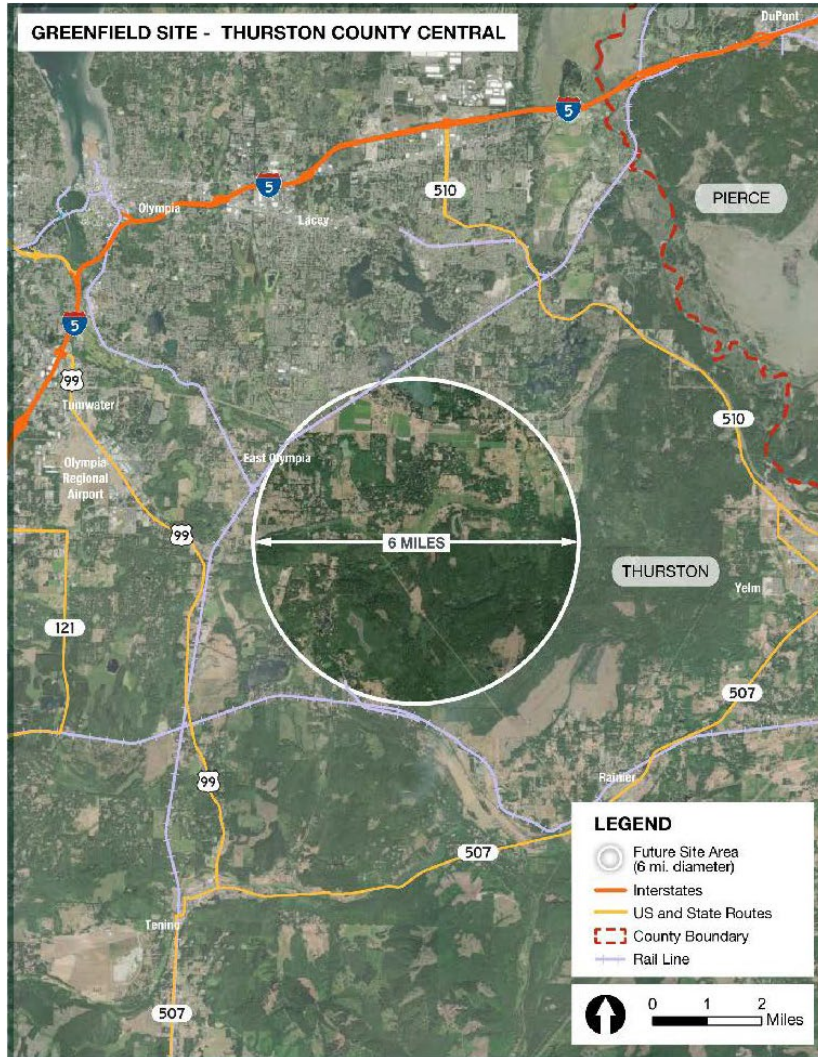 GREENFIELD SITE - THURSTON COUNTY CENTRAL
DuPont
5
5
510
PIERCE
Olympia
Lacey
5
99
Tumwater
510
East Olympia
Olympia
Regional
Airport
99
6 MILES
THURSTON
Yelm
121
507
99
Rainier
507
Tenino
507
LEGEND
Future Site Area
(6 mi. diameter)
Interstates
US and State Routes
County Boundary
Rail Line
0 1 2
Miles